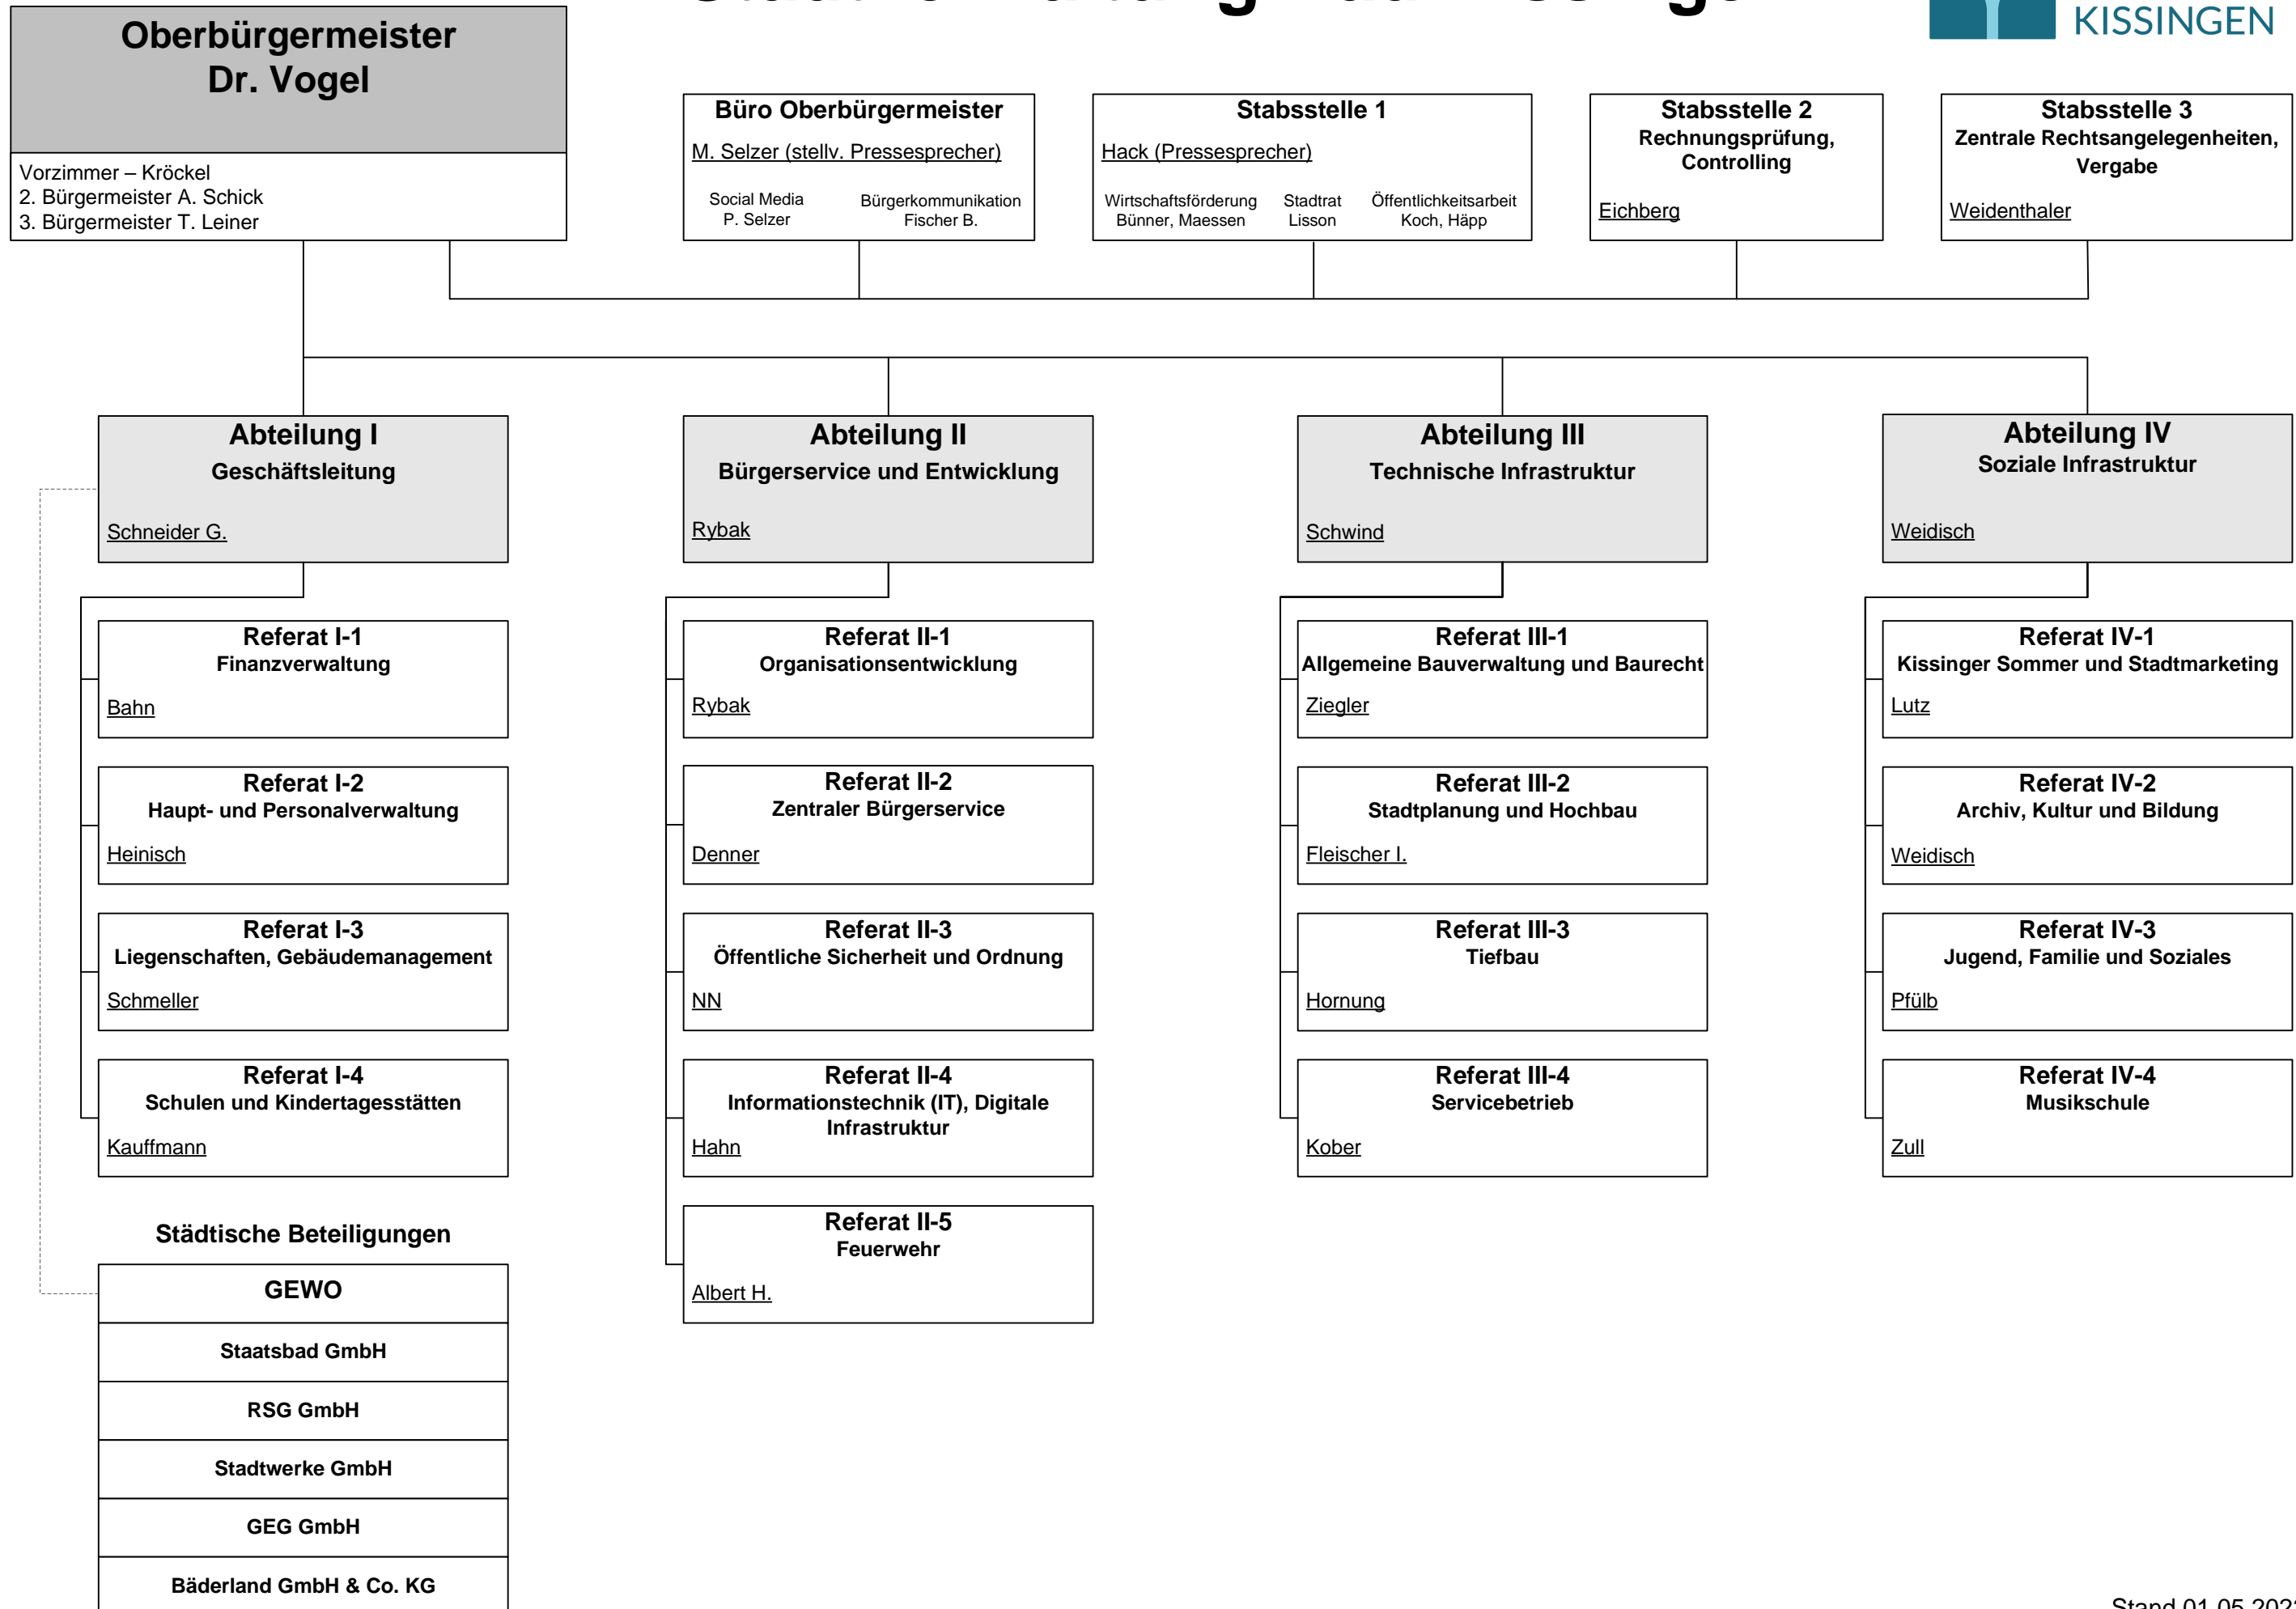 Oberbürgermeister
Dr. Vogel
Vorzimmer – Kröckel
2. Bürgermeister A. Schick
3. Bürgermeister T. Leiner
KISSINGEN
Büro Oberbürgermeister
M. Selzer (stellv. Pressesprecher)
Social Media
P. Selzer
Bürgerkommunikation
Fischer B.
Stabsstelle 1
Hack (Pressesprecher)
Wirtschaftsförderung
Bünner, Maessen
Stadtrat
Lisson
Öffentlichkeitsarbeit
Koch, Häpp
Stabsstelle 2
Rechnungsprüfung,
Controlling
Eichberg
Stabsstelle 3
Zentrale Rechtsangelegenheiten,
Vergabe
Weidenthaler
Abteilung I
Geschäftsleitung
Schneider G.
Referat I-1
Finanzverwaltung
Bahn
Referat I-2
Haupt- und Personalverwaltung
Heinisch
Referat I-3
Liegenschaften, Gebäudemanagement
Schmeller
Referat I-4
Schulen und Kindertagesstätten
Kauffmann
Städtische Beteiligungen
GEWO
Staatsbad GmbH
RSG GmbH
Stadtwerke GmbH
GEG GmbH
Bäderland GmbH & Co. KG
Abteilung II
Bürgerservice und Entwicklung
Rybak
Referat II-1
Organisationsentwicklung
Rybak
Referat II-2
Zentraler Bürgerservice
Denner
Referat II-3
Öffentliche Sicherheit und Ordnung
NN
Referat II-4
Informationstechnik (IT), Digitale
Infrastruktur
Hahn
Referat II-5
Feuerwehr
Albert H.
Abteilung III
Technische Infrastruktur
Schwind
Referat III-1
Allgemeine Bauverwaltung und Baurecht
Ziegler
Referat III-2
Stadtplanung und Hochbau
Fleischer I.
Referat III-3
Tiefbau
Hornung
Referat III-4
Servicebetrieb
Kober
Abteilung IV
Soziale Infrastruktur
Weidisch
Referat IV-1
Kissinger Sommer und Stadtmarketing
Lutz
Referat IV-2
Archiv, Kultur und Bildung
Weidisch
Referat IV-3
Jugend, Familie und Soziales
Pfülb
Referat IV-4
Musikschule
Zull
Stand